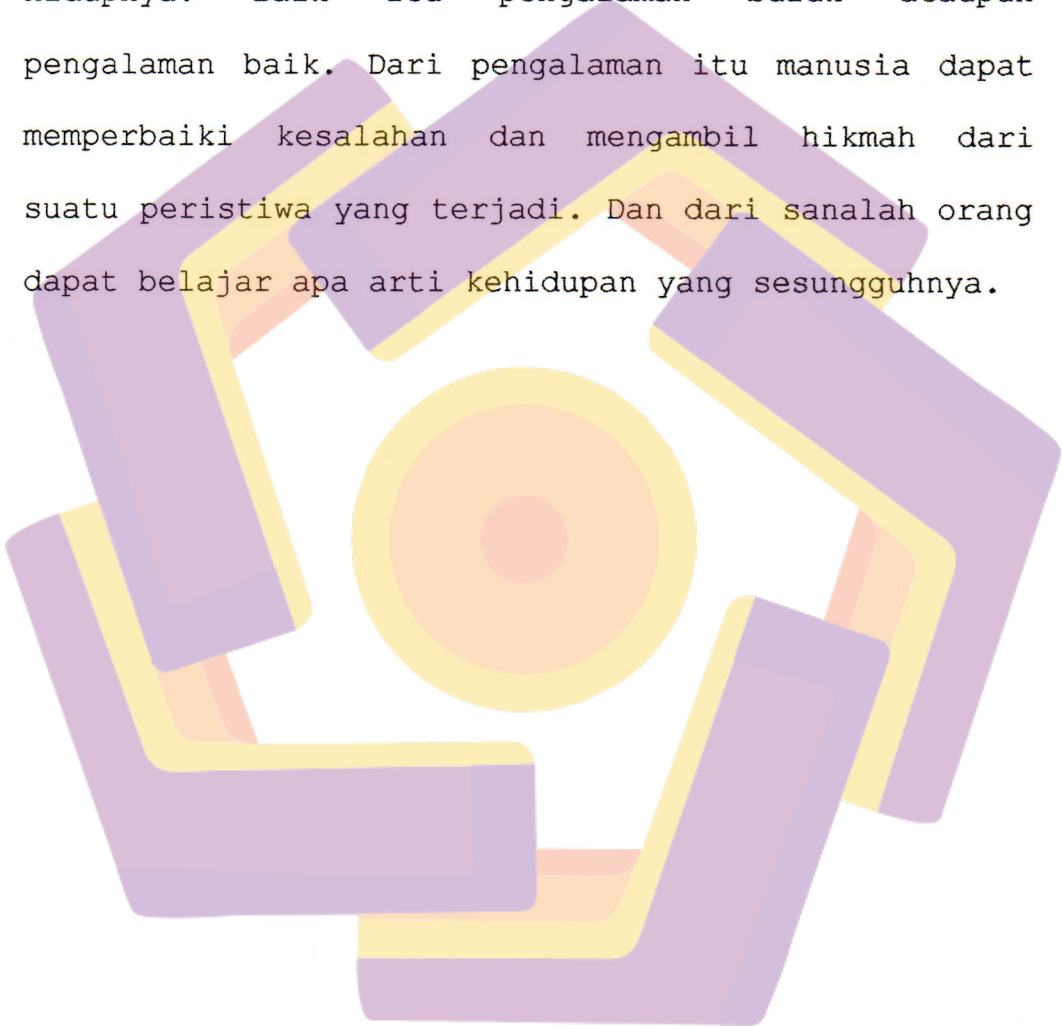 pengalaman baik. Dari pengalaman itu manusia dapat
memperbaiki kesalahan dan mengambil hikmah dari
suatu peristiwa yang terjadi. Dan dari sanalah orang
dapat belajar apa arti kehidupan yang sesungguhnya.